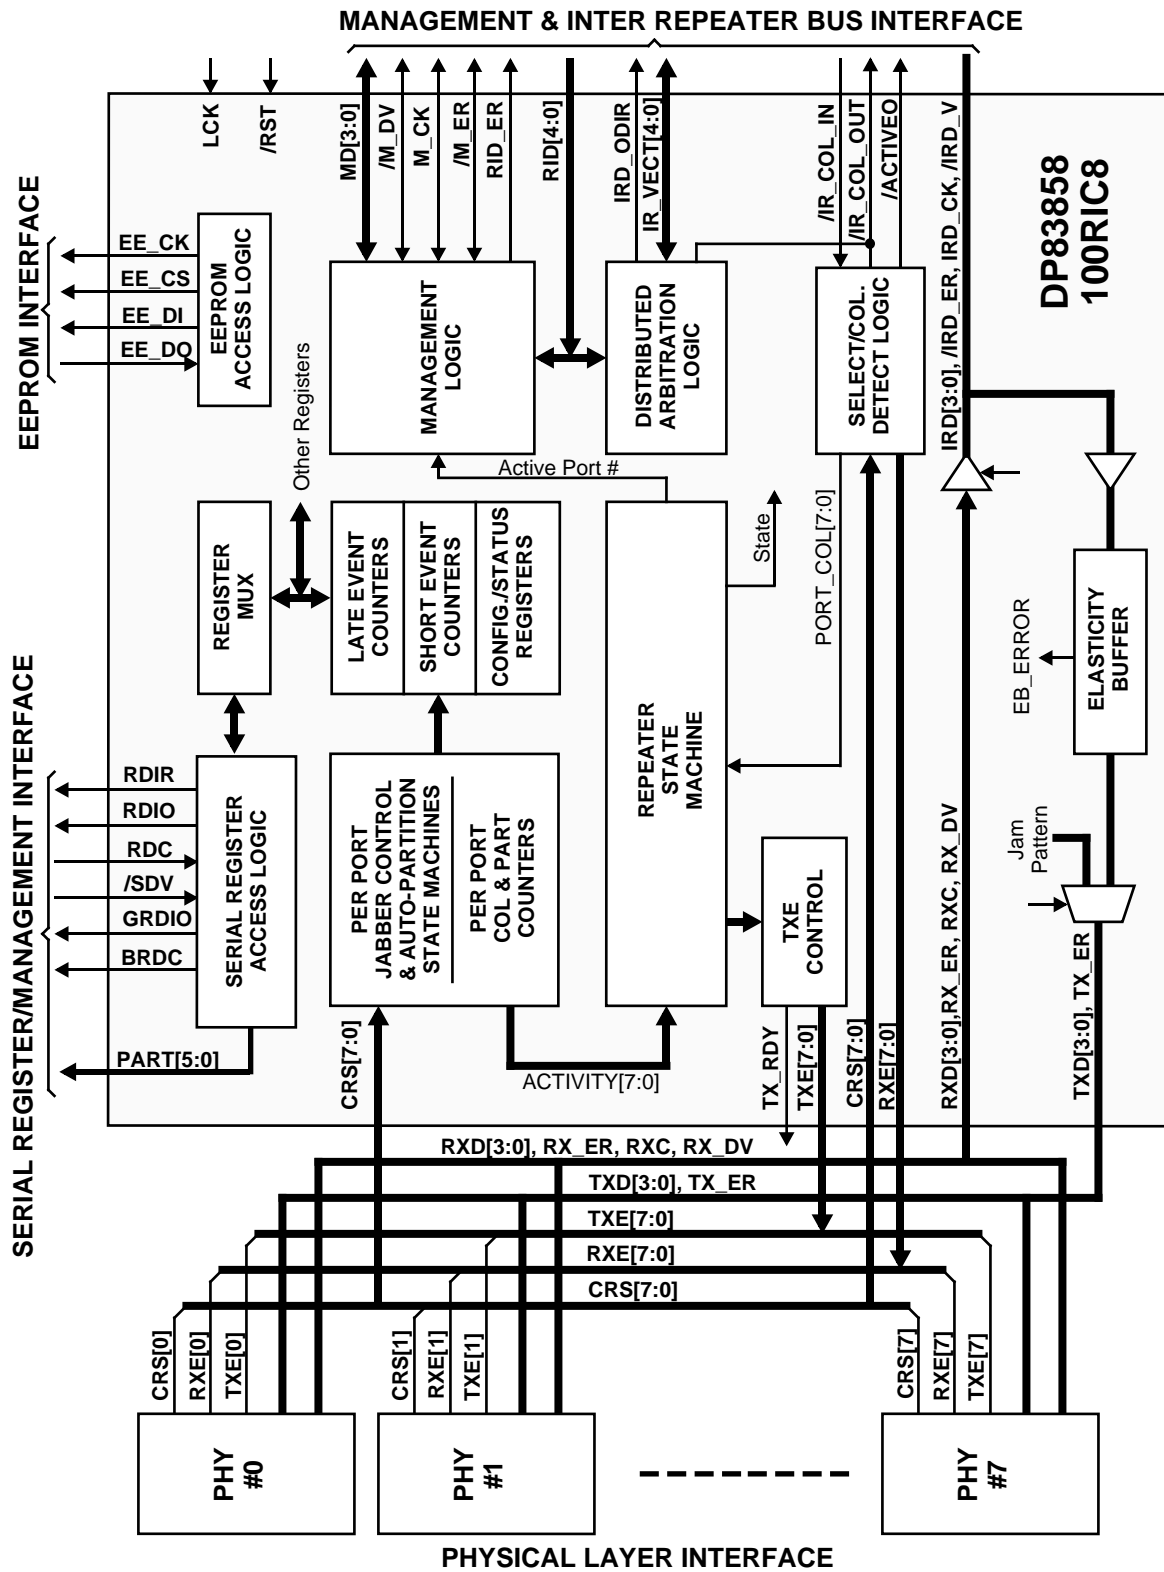 MANAGEMENT & INTER REPEATER BUS INTERFACE
LCK
/RST
MD[3:0]
/M_DV
M_CK
/M_ER
RID_ER
RID[4:0]
IRD_ODIR
IR_VECT[4:0]
/IR_COL_IN
/IR_COL_OUT
/ACTIVEO
IRD[3:0], /IRD_ER, IRD_CK, /IRD_V
DP83858
100RIC8
EEPROM INTERFACE
EE_CK
EE_CS
EE_DI
EE_DO
EEPROM
ACCESS LOGIC
MANAGEMENT
LOGIC
DISTRIBUTED
ARBITRATION
LOGIC
SELECT/COL.
DETECT LOGIC
Other Registers
Active Port #
REGISTER
MUX
LATE EVENT
COUNTERS
SHORT EVENT
COUNTERS
CONFIG./STATUS
REGISTERS
State
PORT_COL[7:0]
EB_ERROR
ELASTICITY
BUFFER
SERIAL REGISTER/MANAGEMENT INTERFACE
RDIR
RDIO
RDC
/SDV
GRDIO
BRDC
PART[5:0]
SERIAL REGISTER
ACCESS LOGIC
PER PORT
JABBER CONTROL
& AUTO-PARTITION
STATE MACHINES
PER PORT
COL & PART
COUNTERS
REPEATER
STATE
MACHINE
TXE
CONTROL
Jam
Pattern
CRS[7:0]
ACTIVITY[7:0]
TX_RDY
TXE[7:0]
CRS[7:0]
RXE[7:0]
RXD[3:0],RX_ER, RXC, RX_DV
TXD[3:0], TX_ER
RXD[3:0], RX_ER, RXC, RX_DV
TXD[3:0], TX_ER
TXE[7:0]
RXE[7:0]
CRS[7:0]
CRS[0]
RXE[0]
TXE[0]
CRS[1]
RXE[1]
TXE[1]
CRS[7]
RXE[7]
TXE[7]
PHY
#0
PHY
#1
PHY
#7
PHYSICAL LAYER INTERFACE